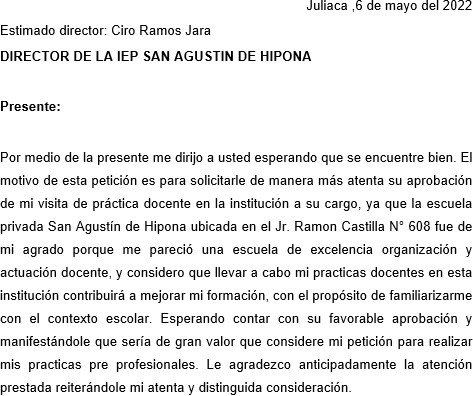 Juliaca ,6 de mayo del 2022
Estimado director: Ciro Ramos Jara
DIRECTOR DE LA IEP SAN AGUSTIN DE HIPONA
Presente:
Por medio de la presente me dirijo a usted esperando que se encuentre bien. El
motivo de esta petición es para solicitarle de manera más atenta su aprobación
de mi visita de práctica docente en la institución a su cargo, ya que la escuela
privada San Agustín de Hipona ubicada en el Jr. Ramon Castilla N° 608 fue de
mi agrado porque me pareció una escuela de excelencia organización y
actuación docente, y considero que llevar a cabo mi practicas docentes en esta
institución contribuirá a mejorar mi formación, con el propósito de familiarizarme
con el contexto escolar. Esperando contar con su favorable aprobación y
manifestándole que sería de gran valor que considere mi petición para realizar
mis practicas pre profesionales. Le agradezco anticipadamente la atención
prestada reiterándole mi atenta y distinguida consideración.